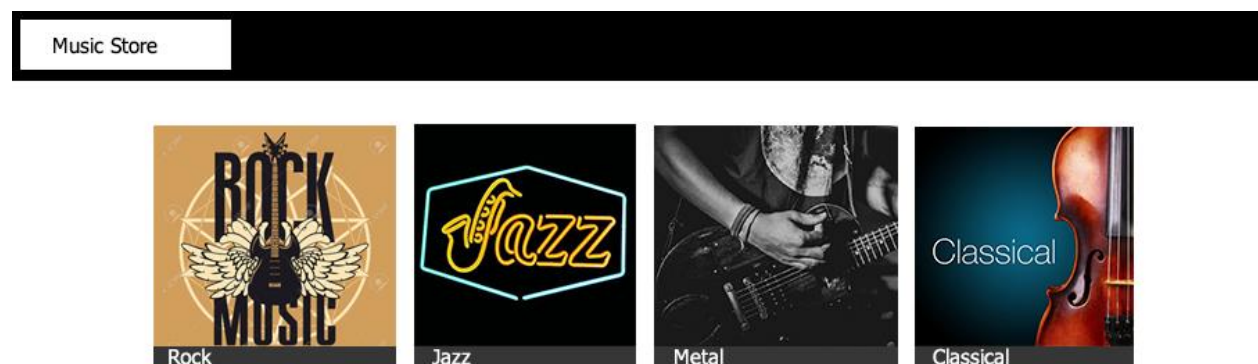 Music Store
ROCK
MUSIC
Jazz
Classical
Rock
Jazz
Metal
Classical